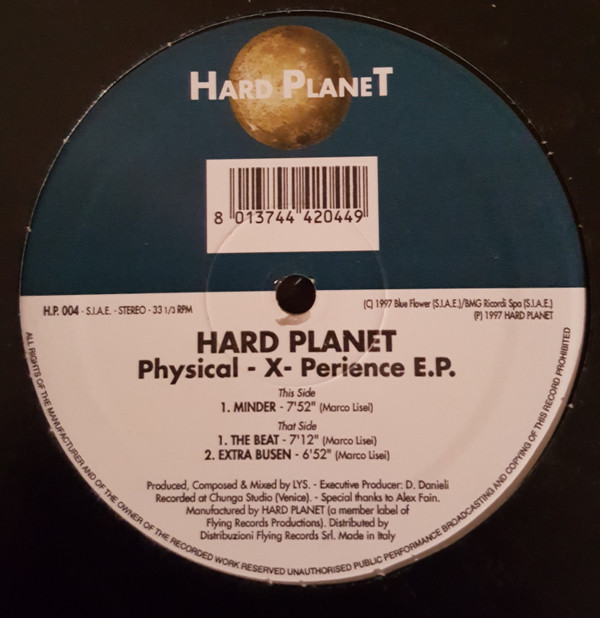 HARD PLANET
8 013744 420449
H.P. 004 - S.I.A.E. - STEREO - 33 1/3 RPM
(C) 1997 Blue Flower (S.I.A.E.)/BMG Ricordi Spa (S.I.A.E.)
(P) 1997 HARD PLANET
HARD PLANET
Physical - X- Perience E.P.
This Side
1. MINDER - 7'52" (Marco Lisei)
That Side
1. THE BEAT - 7'12" (Marco Lisei)
2. EXTRA BUSEN - 6'52" (Marco Lisei)
Produced, Composed & Mixed by LYS. - Executive Producer: D. Danieli
Recorded at Chunga Studio (Venice). - Special thanks to Alex Fain.
Manufactured by HARD PLANET (a member label of
Flying Records Productions). Distributed by
Distribuzioni Flying Records Srl. Made in Italy
ALL RIGHTS OF THE MANUFACTURER AND OF THE OWNER OF THE RECORDED WORK RESERVED UNAUTHORISED PUBLIC PERFORMANCE BROADCASTING AND COPYING OF THIS RECORD PROHIBITED